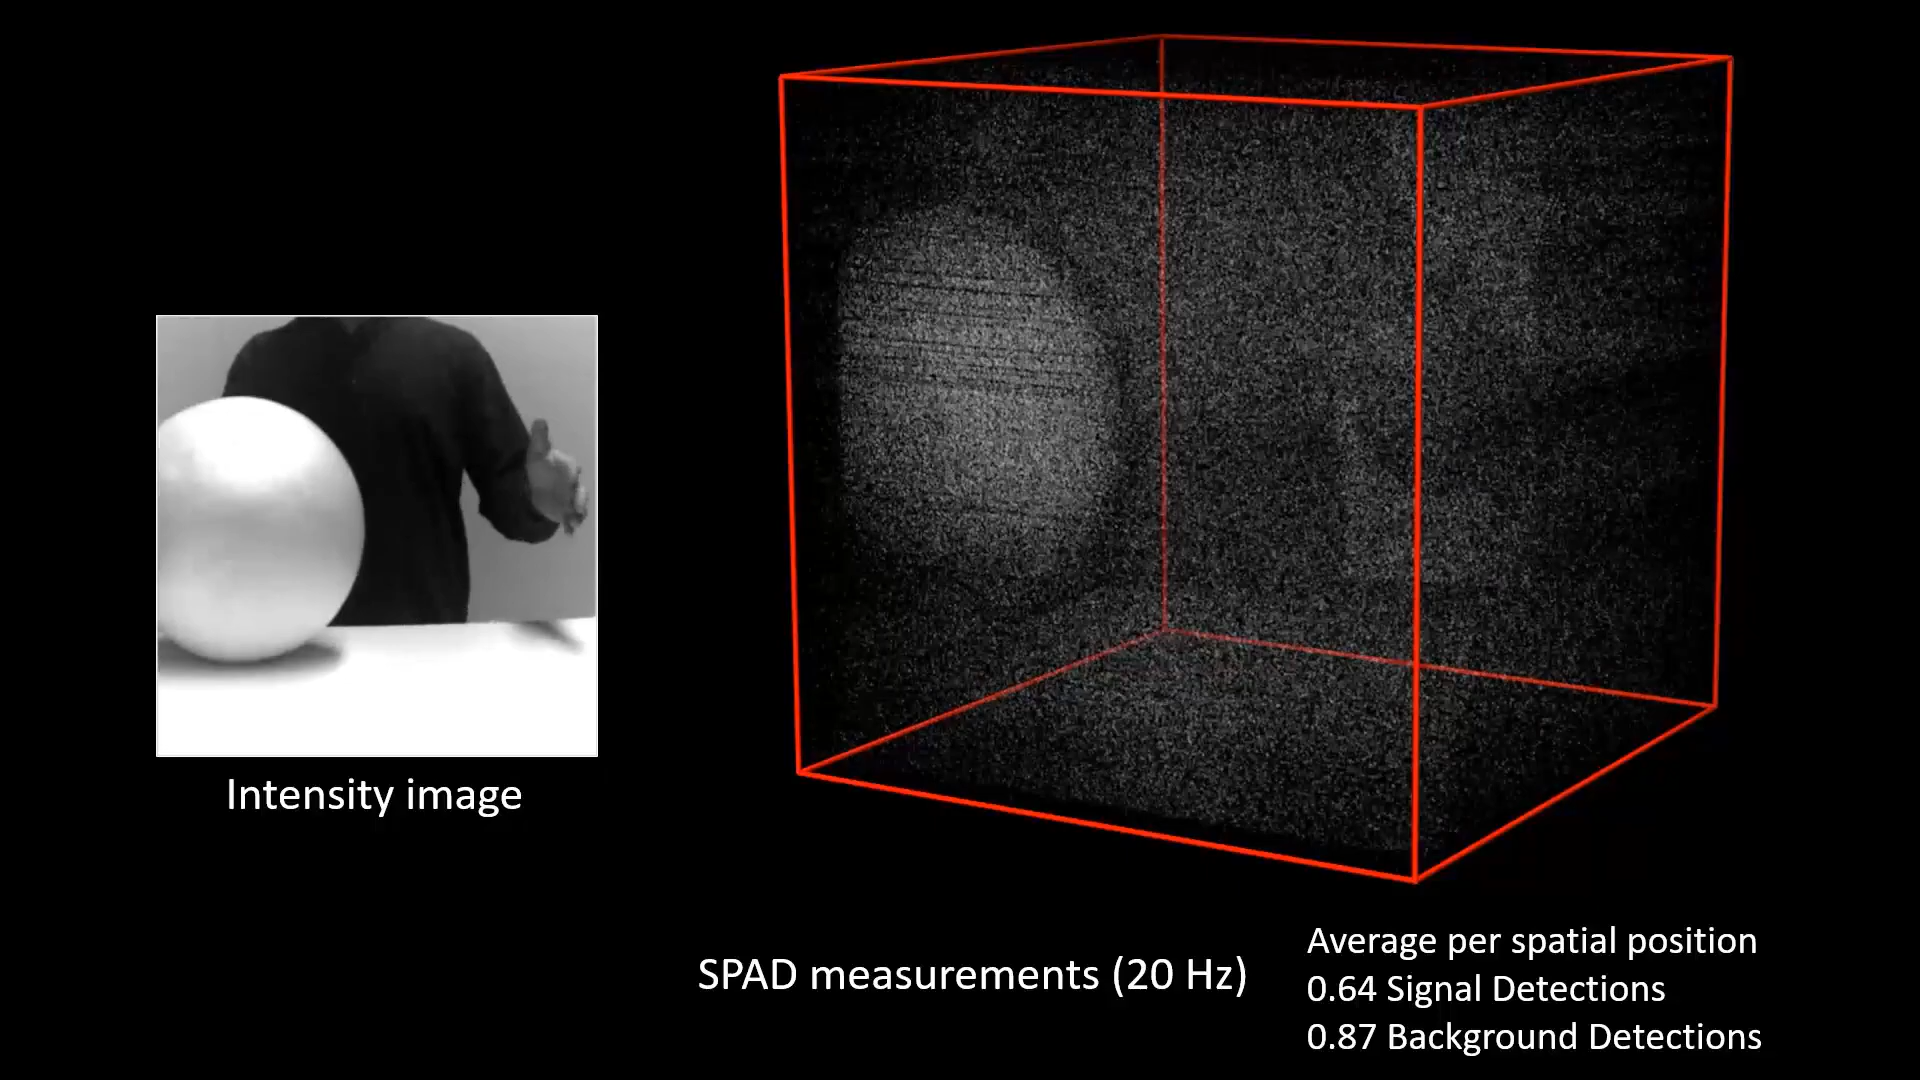 Intensity image
SPAD measurements (20 Hz)
Average per spatial position
0.64 Signal Detections
0.87 Background Detections